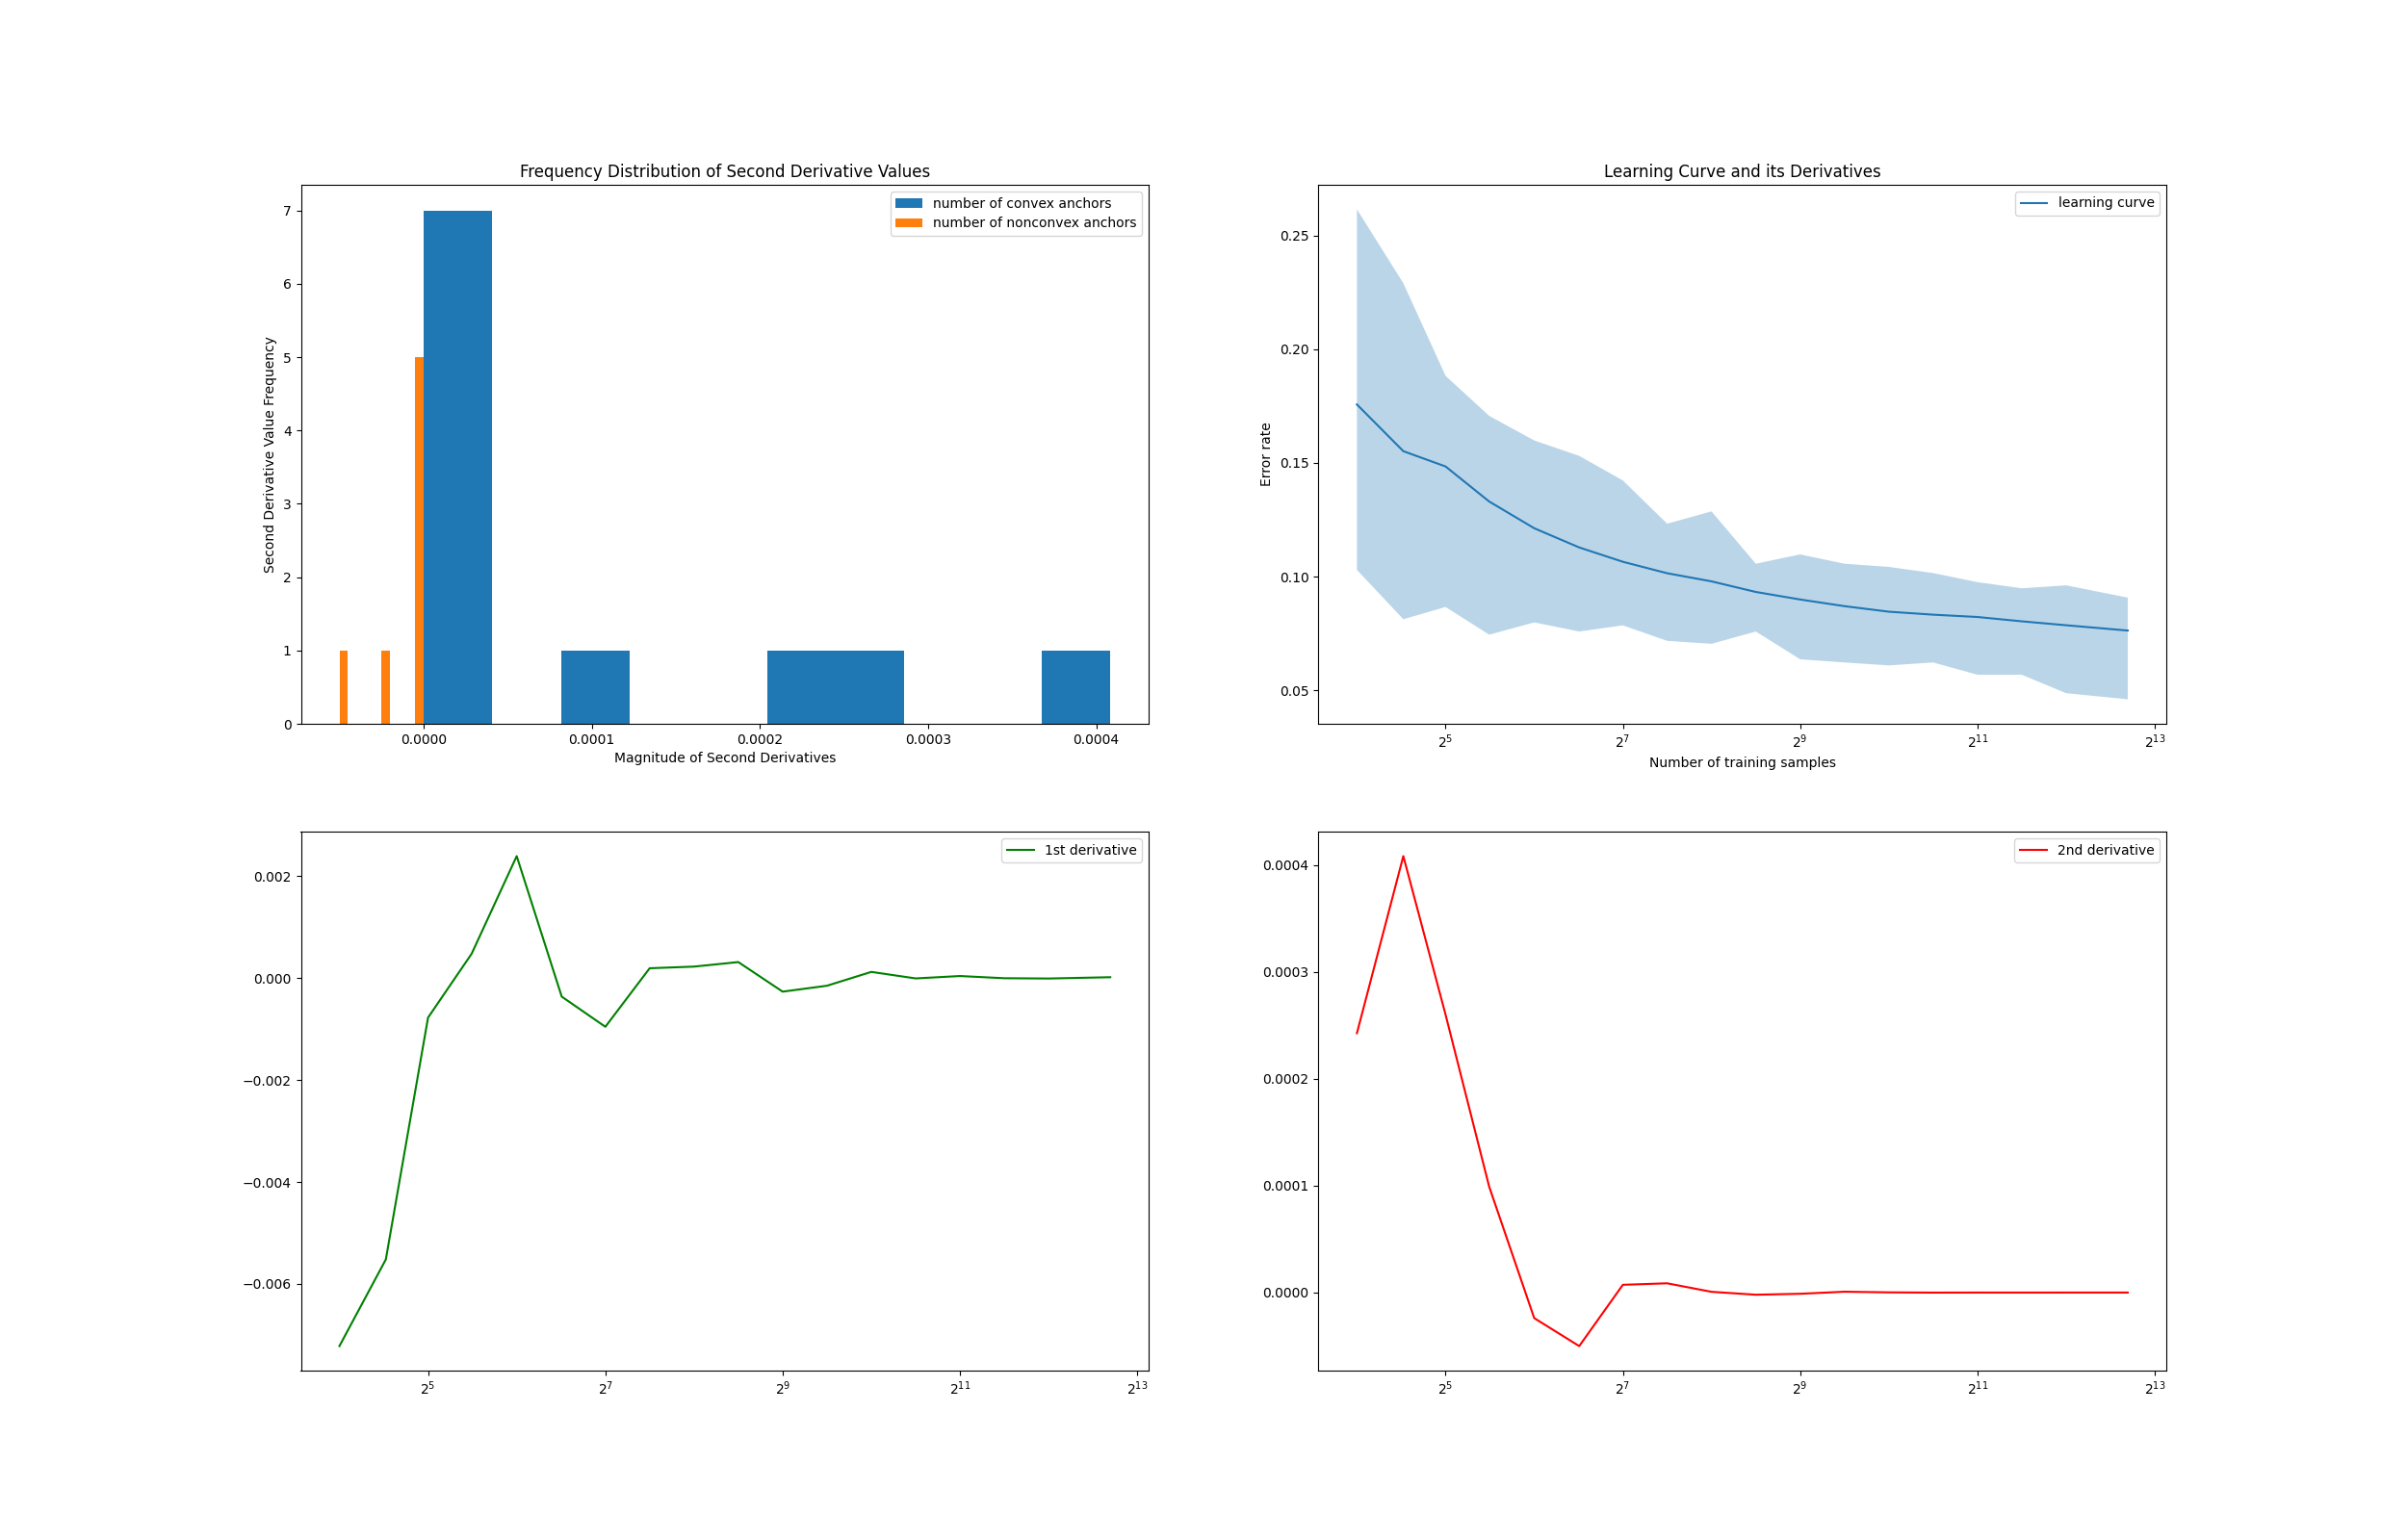 Frequency Distribution of Second Derivative Values
number of convex anchors
number of nonconvex anchors
7
6
5
4
3
2
1
0
Second Derivative Value Frequency
0.0000 0.0001 0.0002 0.0003 0.0004
Magnitude of Second Derivatives
Learning Curve and its Derivatives
learning curve
0.25
0.20
0.15
0.10
0.05
Error rate
2^5 2^7 2^9 2^11 2^13
Number of training samples
1st derivative
0.002
0.000
−0.002
−0.004
−0.006
2^5 2^7 2^9 2^11 2^13
2nd derivative
0.0004
0.0003
0.0002
0.0001
0.0000
2^5 2^7 2^9 2^11 2^13